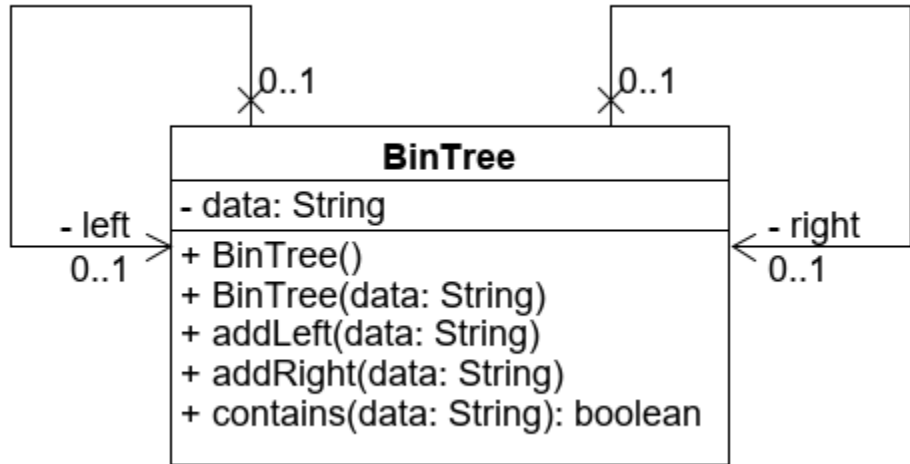 0..1
0..1
BinTree
- data: String
- left
0..1
- right
0..1
+ BinTree()
+ BinTree(data: String)
+ addLeft(data: String)
+ addRight(data: String)
+ contains(data: String): boolean